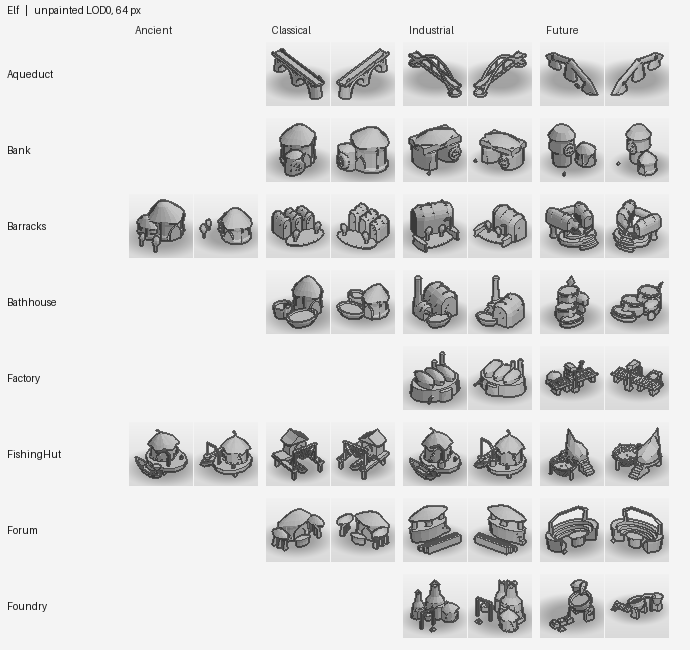 Elf | unpainted LOD0, 64 px
Ancient Classical Industrial Future
Aqueduct
Bank
Barracks
Bathhouse
Factory
FishingHut
Forum
Foundry